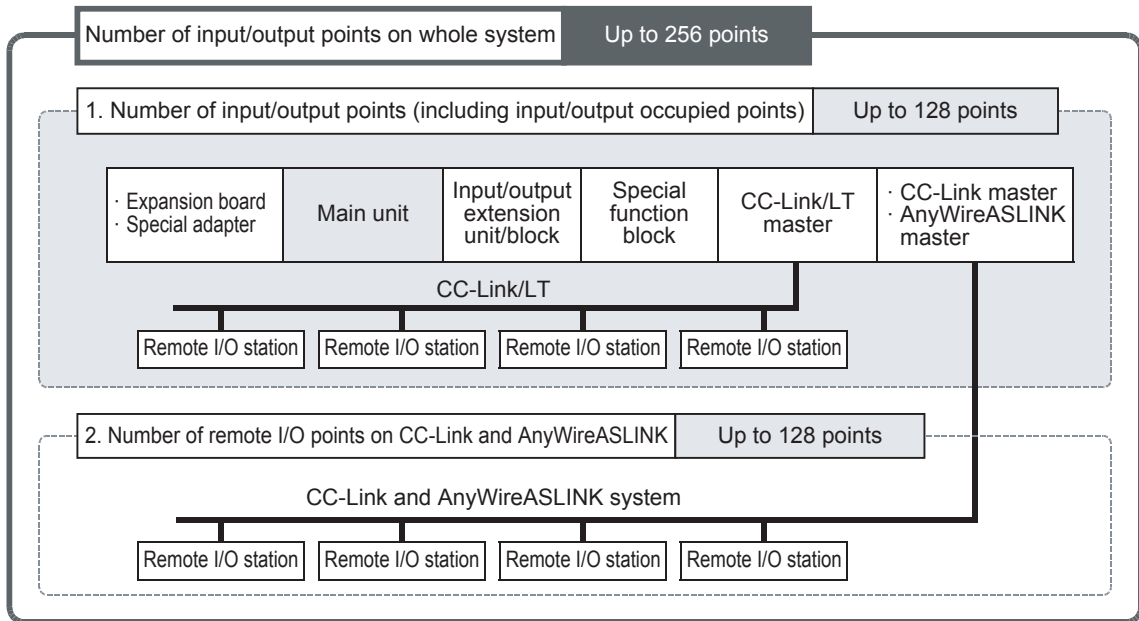 Number of input/output points on whole system Up to 256 points
1. Number of input/output points (including input/output occupied points) Up to 128 points
· Expansion board
· Special adapter
Main unit
Input/output
extension
unit/block
Special
function
block
CC-Link/LT
master
· CC-Link master
· AnyWireASLINK
master
CC-Link/LT
Remote I/O station Remote I/O station Remote I/O station Remote I/O station
2. Number of remote I/O points on CC-Link and AnyWireASLINK Up to 128 points
CC-Link and AnyWireASLINK system
Remote I/O station Remote I/O station Remote I/O station Remote I/O station